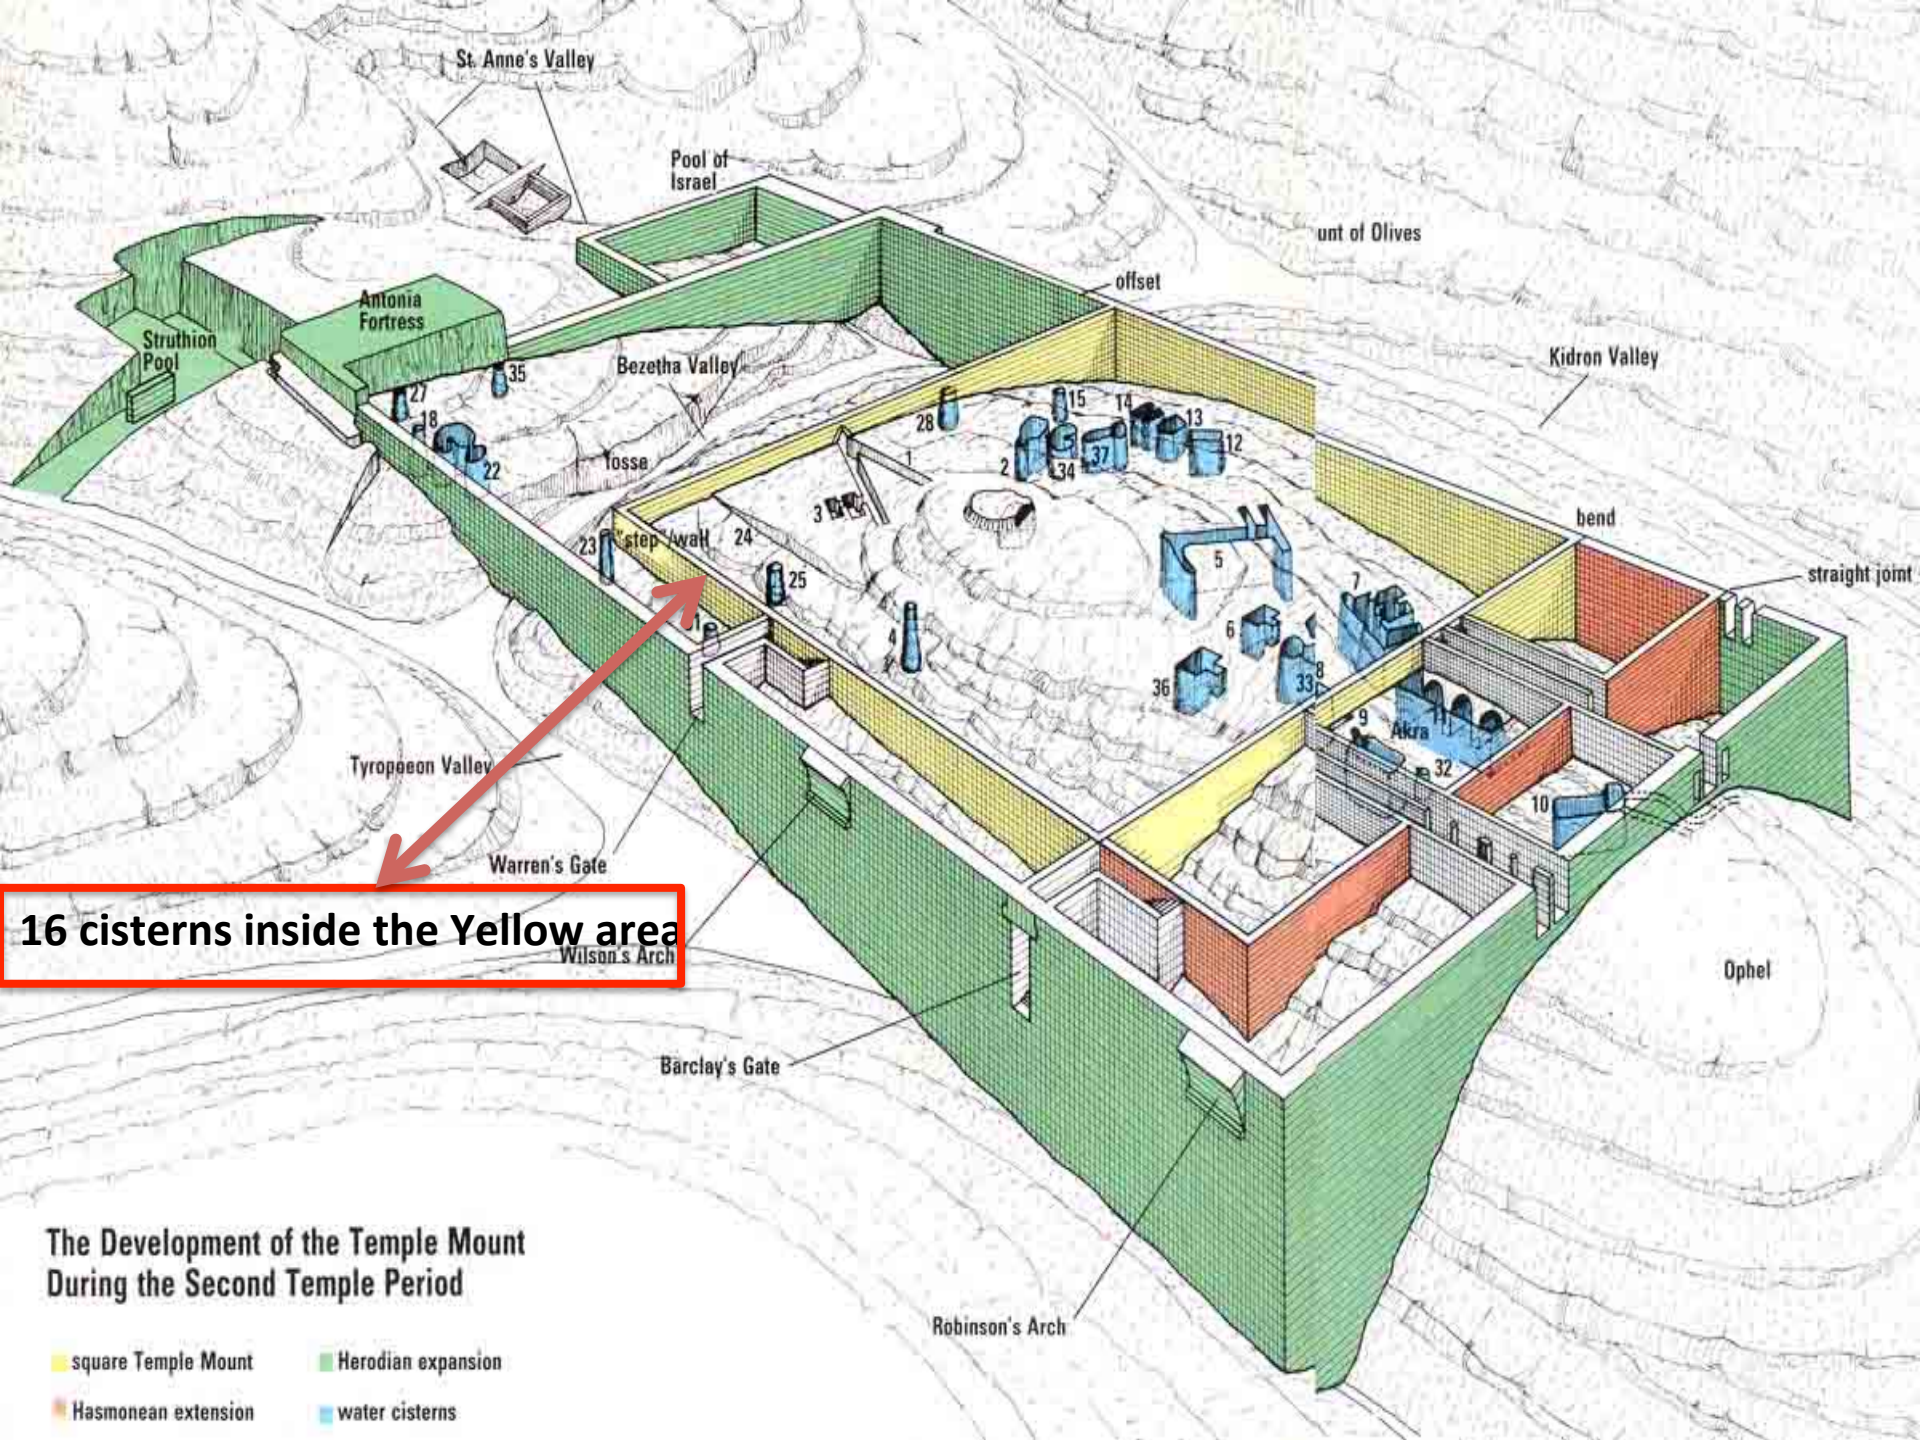 St. Anne's Valley
Pool of
Israel
unt of Olives
offset
Antonia
Fortress
Struthion
Pool
Kidron Valley
Bezetha Valley
35
27
18
22
15
14
13
12
28
1
2
34
37
fosse
3
bend
23
"step"/wall
24
25
5
straight joint
7
4
6
8
36
33
9
Akra
11
32
Tyropoeon Valley
10
Warren's Gate
16 cisterns inside the Yellow area
Wilson's Arch
Ophel
Barclay's Gate
The Development of the Temple Mount
During the Second Temple Period
Robinson's Arch
square Temple Mount
Herodian expansion
Hasmonean extension
water cisterns